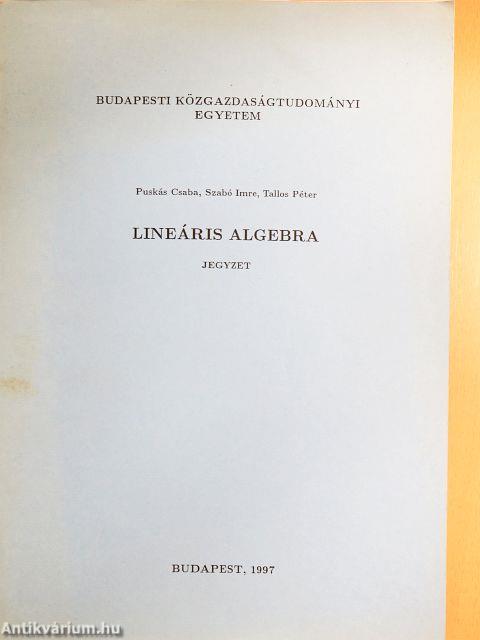 BUDAPESTI KÖZGAZDASÁGTUDOMÁNYI
EGYETEM
Puskás Csaba, Szabó Imre, Tallos Péter
LINEÁRIS ALGEBRA
JEGYZET
BUDAPEST, 1997
Antikvárium.hu